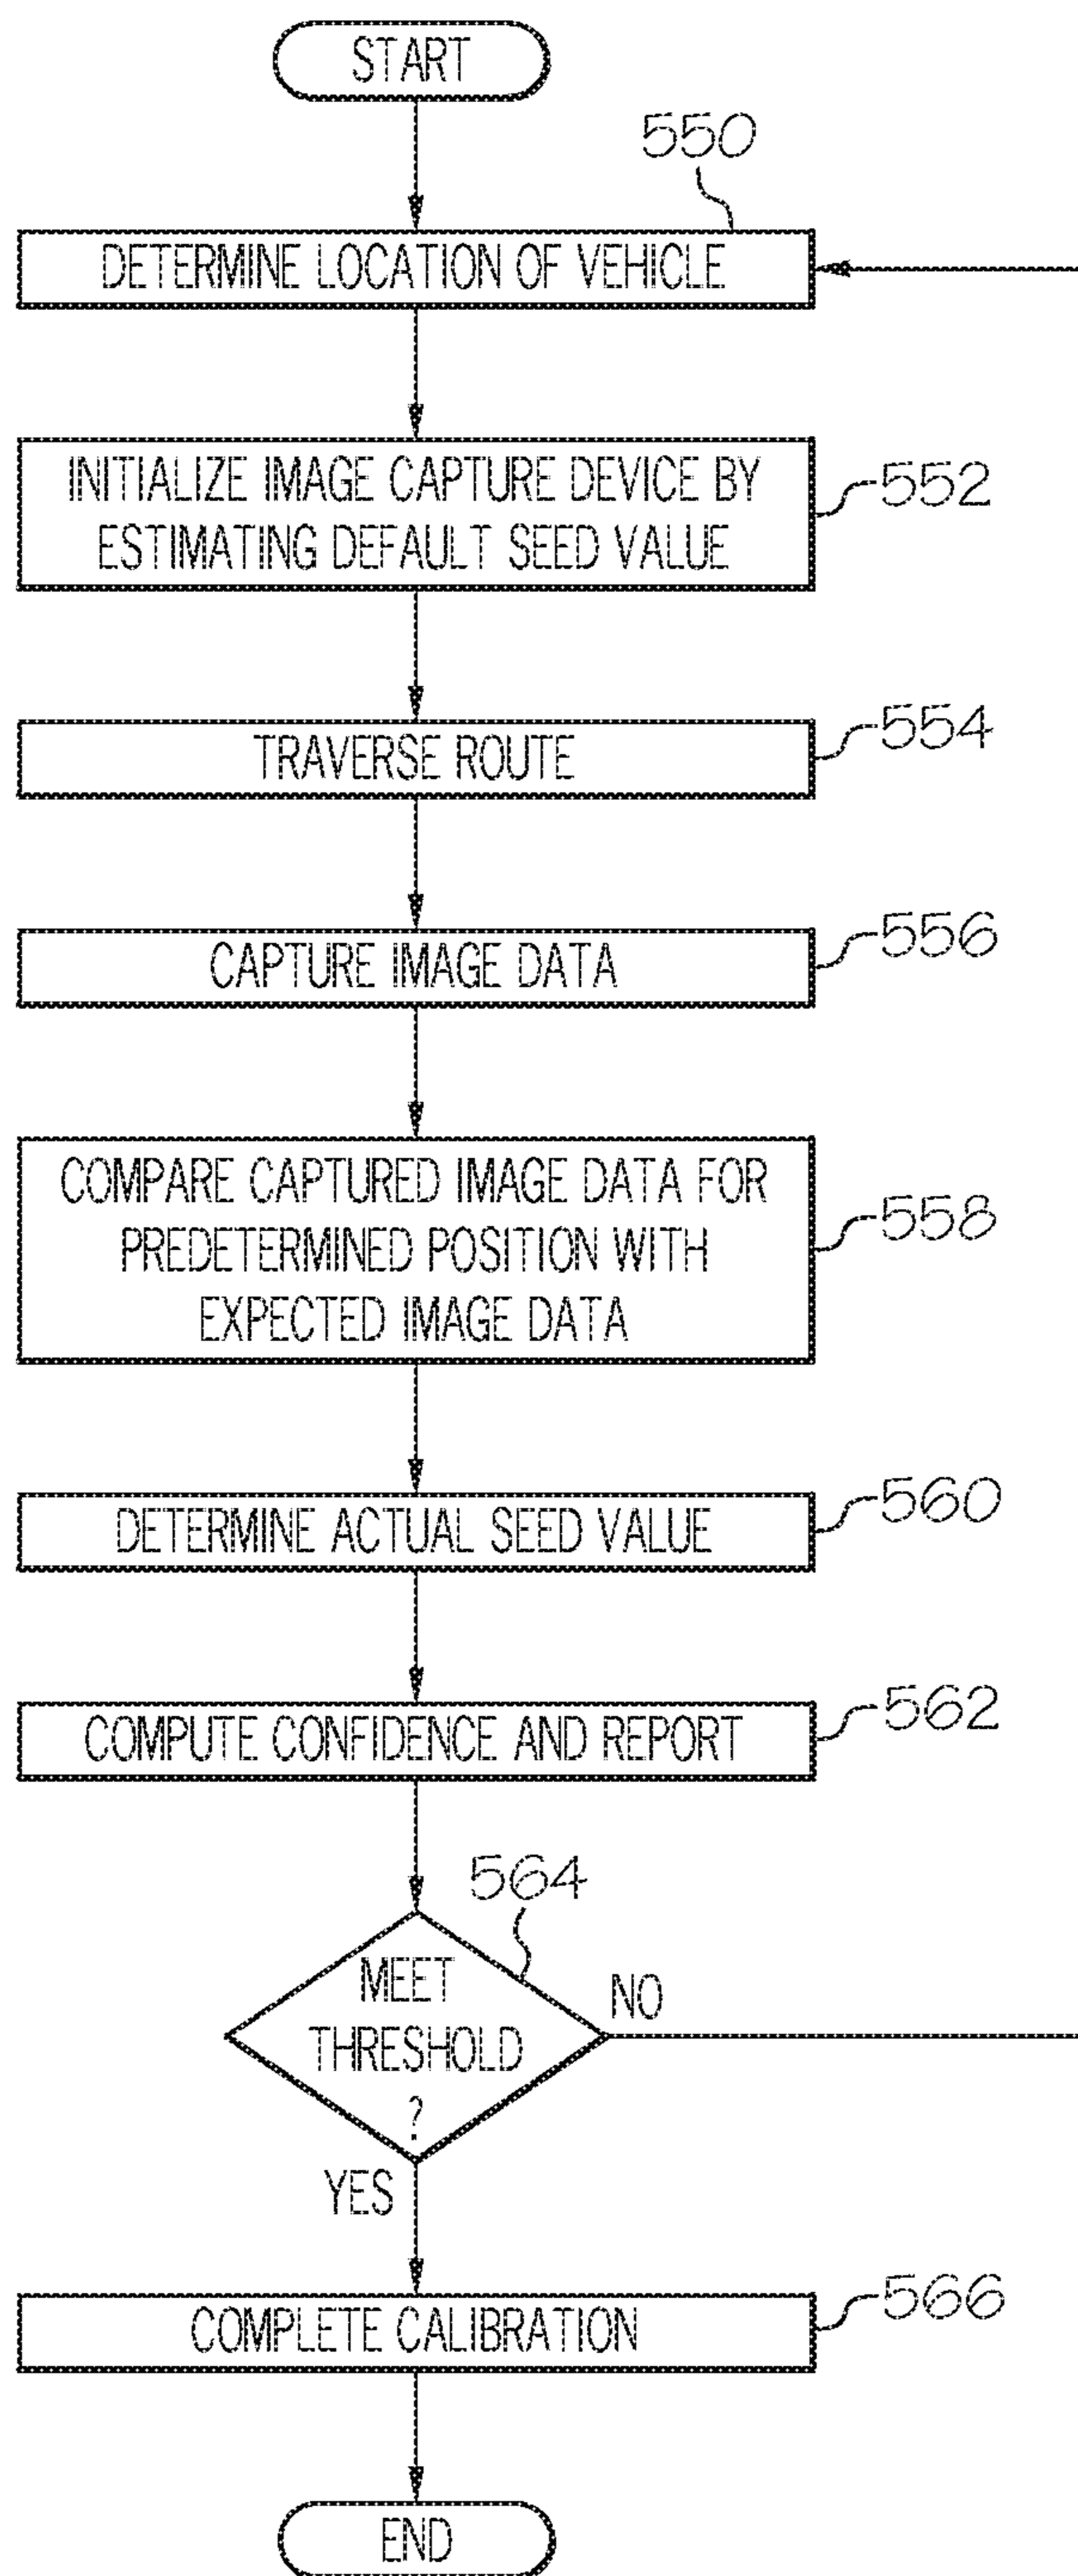 START
550
DETERMINE LOCATION OF VEHICLE
INITIALIZE IMAGE CAPTURE DEVICE BY
ESTIMATING DEFAULT SEED VALUE
552
TRAVERSE ROUTE
554
CAPTURE IMAGE DATA
556
COMPARE CAPTURED IMAGE DATA FOR
PREDETERMINED POSITION WITH
EXPECTED IMAGE DATA
558
DETERMINE ACTUAL SEED VALUE
560
COMPUTE CONFIDENCE AND REPORT
562
564
MEET
THRESHOLD
?
NO
YES
COMPLETE CALIBRATION
566
END